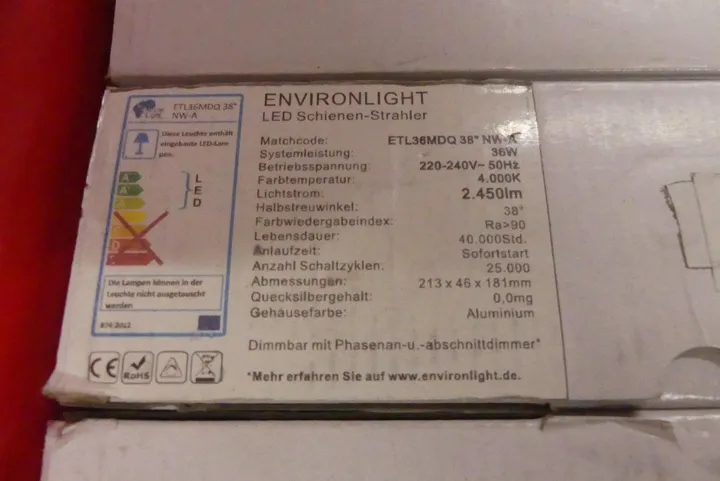 ETL36MDQ 38°
NW-A
Diese Leuchte enthält
eingebaute LED-Lam-
pen.
A
L
E
D
D
Die Lampen können in der
Leuchte nicht ausgetauscht
werden
874/2012
ENVIRONLIGHT
LED Schienen-Strahler
Matchcode: ETL36MDQ 38° NW-A
Systemleistung: 36W
Betriebsspannung: 220-240V~ 50Hz
Farbtemperatur: 4.000K
Lichtstrom: 2.450lm
Halbstreuwinkel: 38°
Farbwiedergabeindex: Ra>90
Lebensdauer: 40.000Std.
Anlaufzeit: Sofortstart
Anzahl Schaltzyklen: 25.000
Abmessungen: 213 x 46 x 181mm
Quecksilbergehalt: 0,0mg
Gehäusefarbe: Aluminium
Dimmbar mit Phasenan-u.-abschnittdimmer*
CE RoHS
*Mehr erfahren Sie auf www.environlight.de.